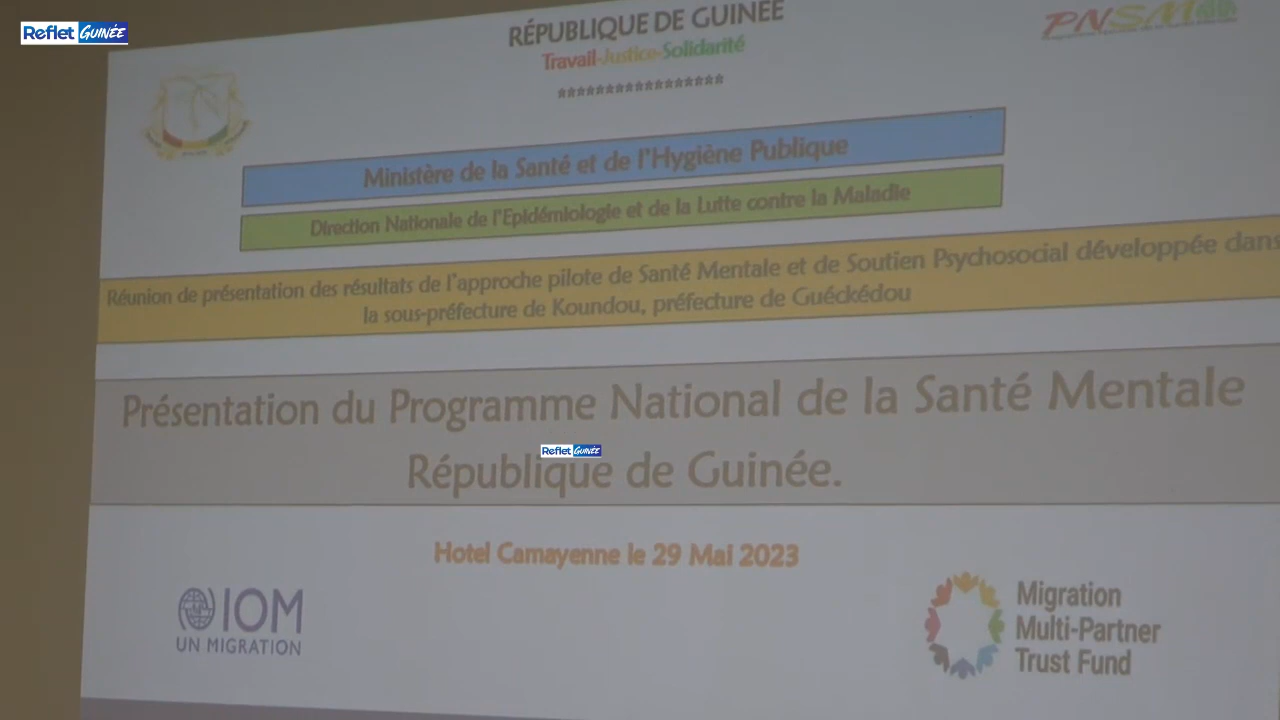 Reflet GUINÉE
RÉPUBLIQUE DE GUINÉE
Travail-Justice-Solidarité
*****************
PNSM
Ministère de la Santé et de l'Hygiène Publique
Direction Nationale de l'Epidémiologie et de la Lutte contre la Maladie
Réunion de présentation des résultats de l'approche pilote de Santé Mentale et de Soutien Psychosocial développée dans
la sous-préfecture de Koundou, préfecture de Guéckédou
Présentation du Programme National de la Santé Mentale
Reflet GUINÉE
République de Guinée.
Hotel Camayenne le 29 Mai 2023
IOM
UN MIGRATION
Migration
Multi-Partner
Trust Fund